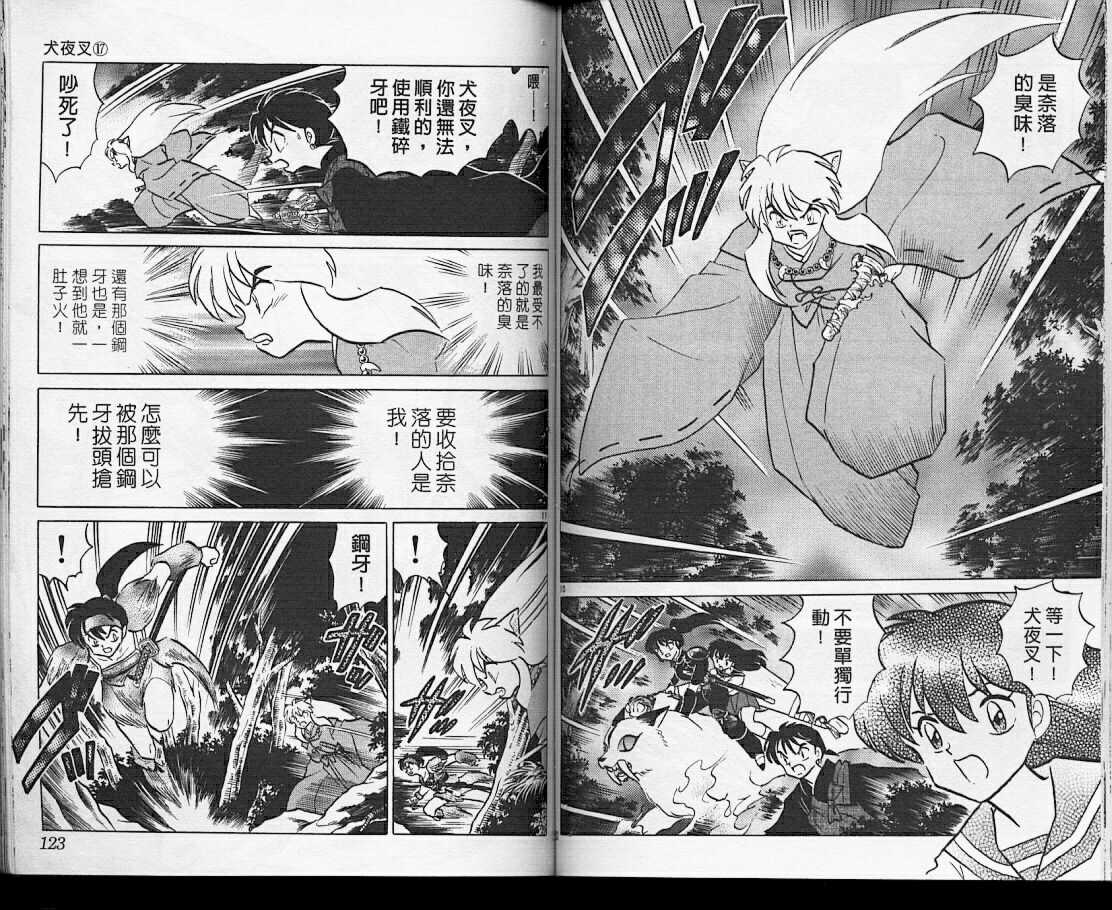 是奈落
的臭味！
等一下！
犬夜叉！
不要單獨行
動！
犬夜叉⑰
喂——！
犬夜叉，
你還無法
順利的，
使用鐵碎
牙吧！
吵死了！
我最受不
了的就是
奈落的臭
味！
還有那個鋼
牙也是，一
想到他就一
肚子火！
要收拾奈
落的人是
我！
怎麼可以
被那個鋼
牙拔頭搶
先！
！
鋼牙！
！
123